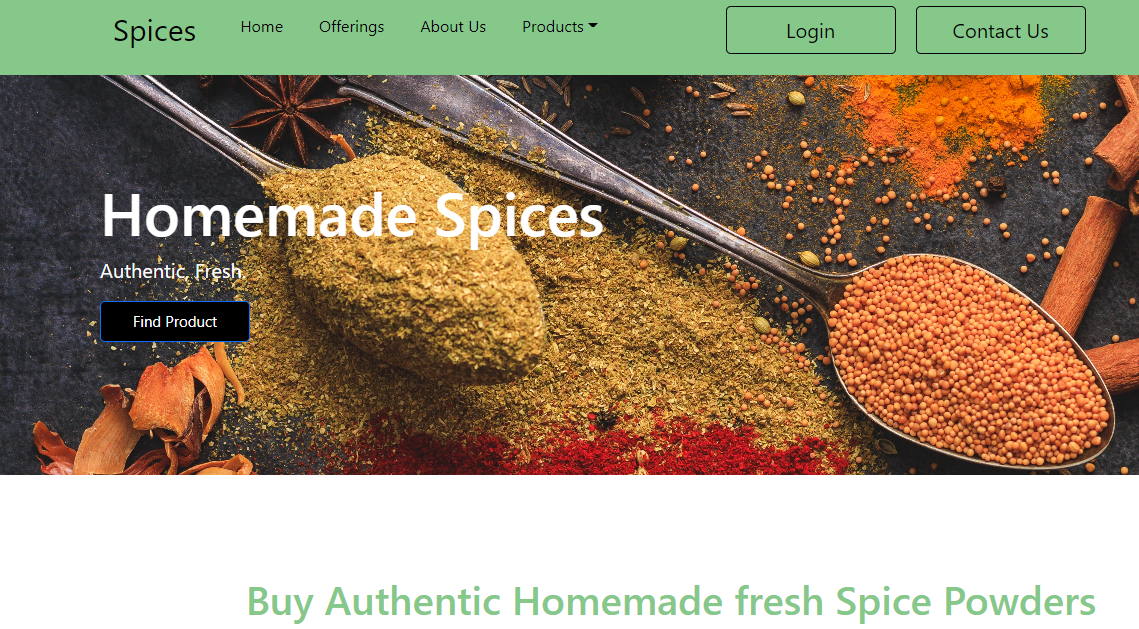 Spices Home Offerings About Us Products Login Contact Us
Homemade Spices
Authentic, Fresh.
Find Product
Buy Authentic Homemade fresh Spice Powders